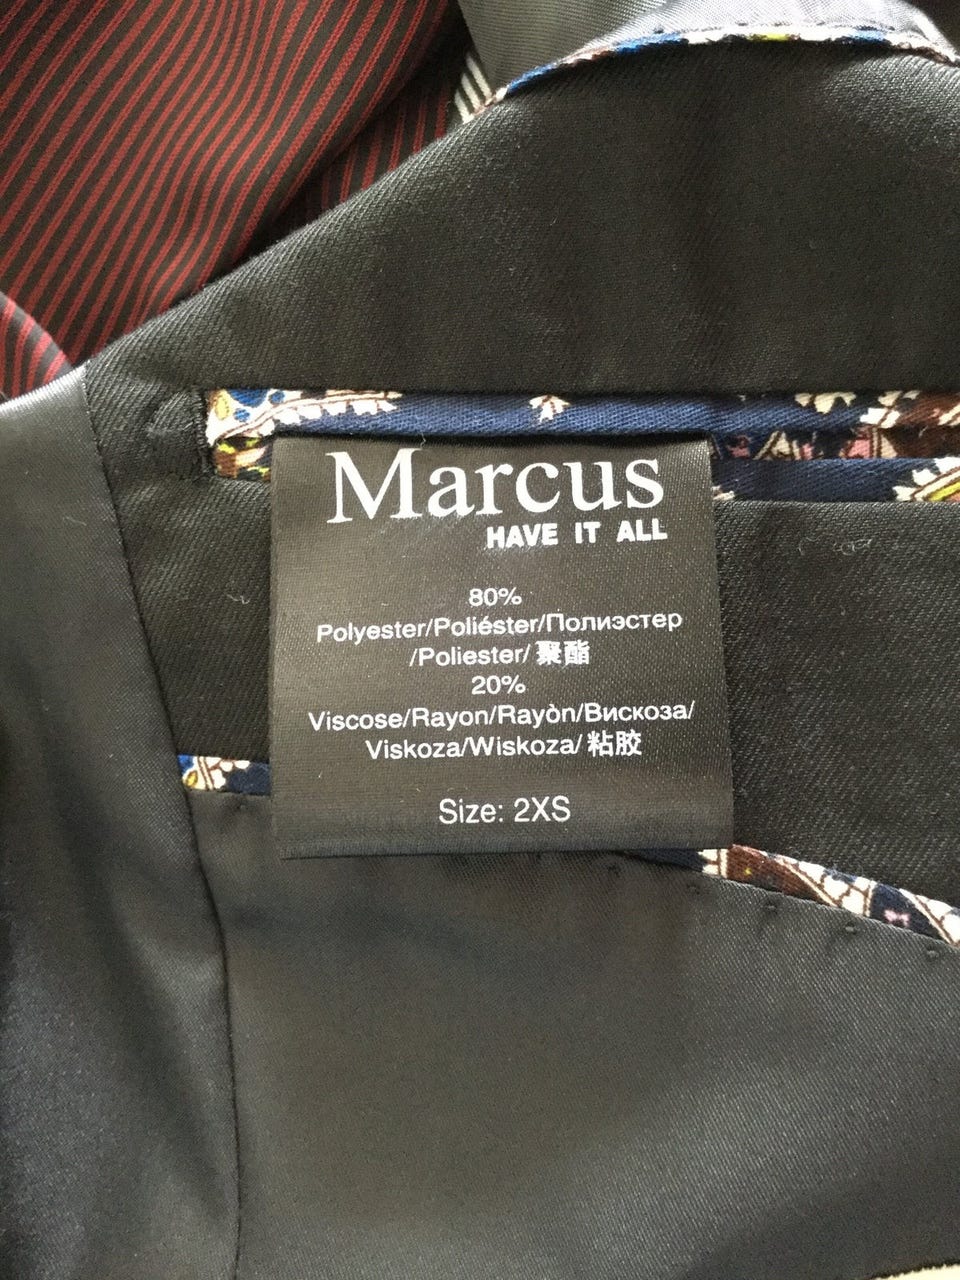 Marcus
HAVE IT ALL
80%
Polyester/Poliéster/Полиэстер
/Poliester/ 聚酯
20%
Viscose/Rayon/Rayòn/Вискоза/
Viskoza/Wiskoza/ 粘胶
Size: 2XS